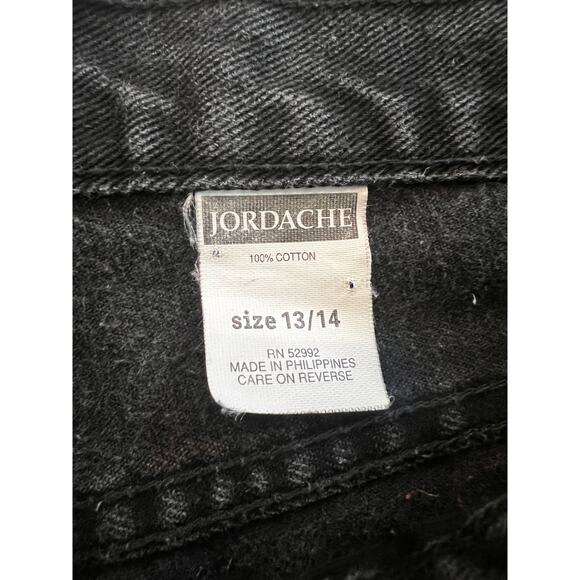 JORDACHE
100% COTTON
size 13/14
RN 52992
MADE IN PHILIPPINES
CARE ON REVERSE